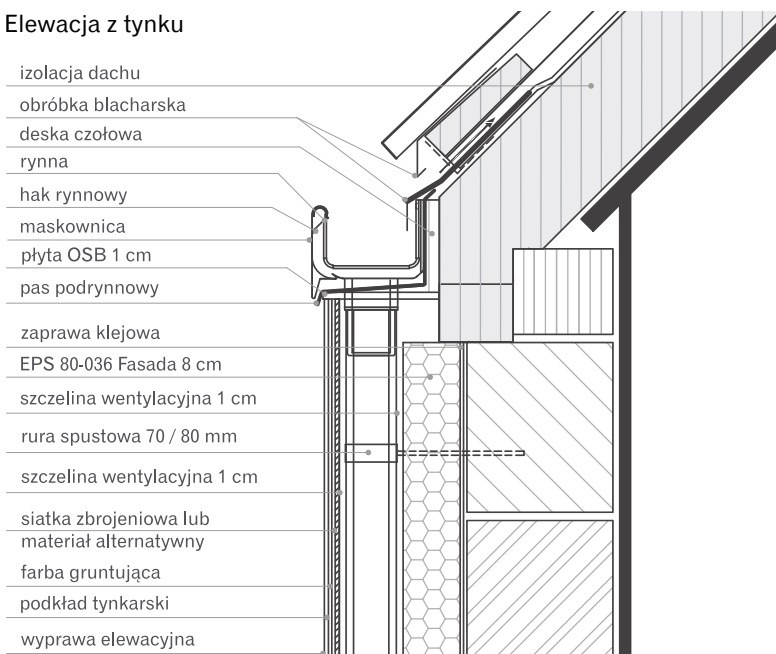 Elewacja z tynku
izolacja dachu
obróbka blacharska
deska czołowa
rynna
hak rynnowy
maskownica
płyta OSB 1 cm
pas podrynnowy
zaprawa klejowa
EPS 80-036 Fasada 8 cm
szczelina wentylacyjna 1 cm
rura spustowa 70 / 80 mm
szczelina wentylacyjna 1 cm
siatka zbrojeniowa lub
materiał alternatywny
farba gruntująca
podkład tynkarski
wyprawa elewacyjna